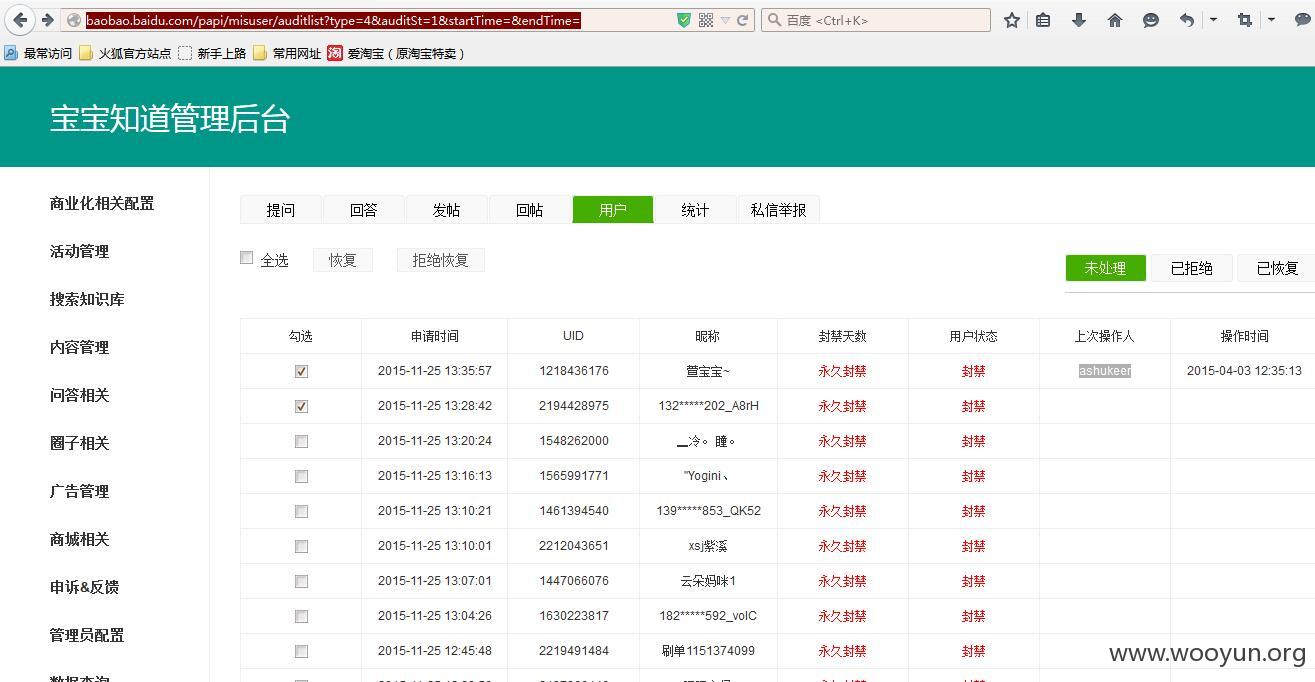 baobao.baidu.com/papi/misuser/auditlist?type=4&auditSt=1&startTime=&endTime=
百度 <Ctrl+K>
最常访问 火狐官方站点 新手上路 常用网址 淘 爱淘宝（原淘宝特卖）
宝宝知道管理后台
商业化相关配置
活动管理
搜索知识库
内容管理
问答相关
圈子相关
广告管理
商城相关
申诉&反馈
管理员配置
数据查询
提问 回答 发帖 回帖 用户 统计 私信举报
全选 恢复 拒绝恢复 未处理 已拒绝 已恢复
勾选 申请时间 UID 昵称 封禁天数 用户状态 上次操作人 操作时间
2015-11-25 13:35:57 1218436176 萱宝宝~ 永久封禁 封禁 ashukeer 2015-04-03 12:35:13
2015-11-25 13:28:42 2194428975 132*****202_A8rH 永久封禁 封禁
2015-11-25 13:20:24 1548262000 __冷。瞳。 永久封禁 封禁
2015-11-25 13:16:13 1565991771 "Yogini、 永久封禁 封禁
2015-11-25 13:10:21 1461394540 139*****853_QK52 永久封禁 封禁
2015-11-25 13:10:01 2212043651 xsj紫溪 永久封禁 封禁
2015-11-25 13:07:01 1447066076 云朵妈咪1 永久封禁 封禁
2015-11-25 13:04:26 1630223817 182*****592_volC 永久封禁 封禁
2015-11-25 12:45:48 2219491484 刷单1151374099 永久封禁 封禁
www.wooyun.org